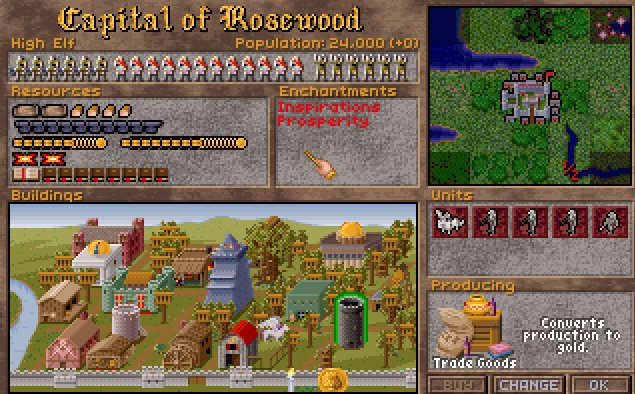 Capital of Rosewood
High Elf
Population: 24,000 (+0)
Resources
Enchantments
Inspirations
Prosperity
Buildings
Units
Producing
Converts
production to
gold.
Trade Goods
BUY
CHANGE
OK